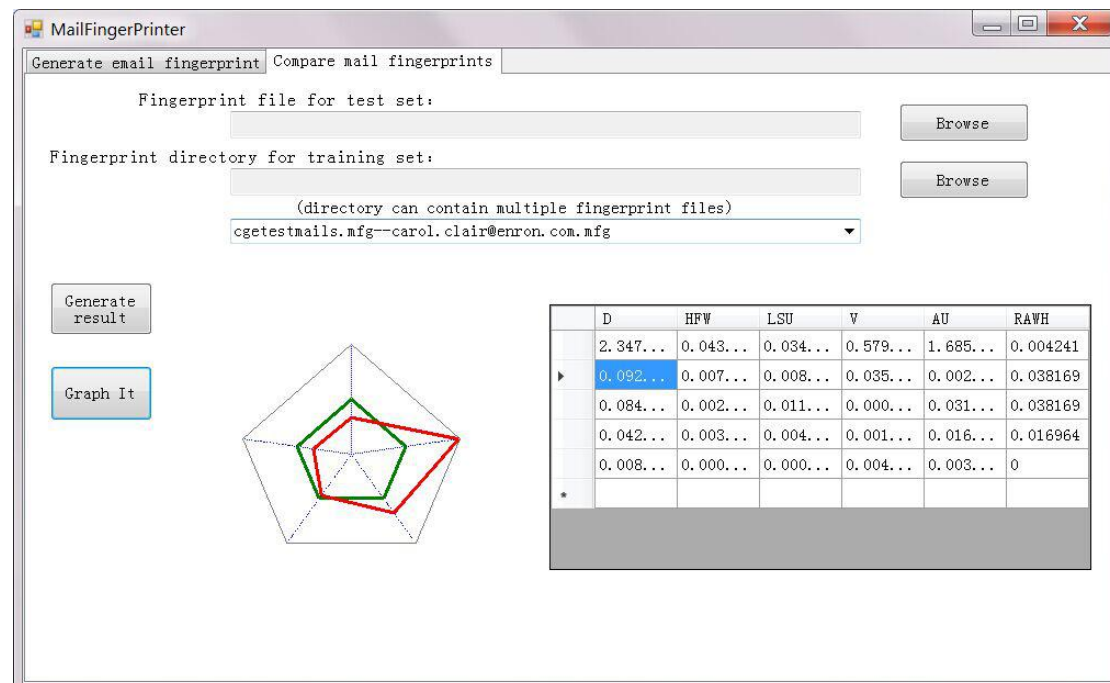 MailFingerPrinter
Generate email fingerprint Compare mail fingerprints
Fingerprint file for test set:
Browse
Fingerprint directory for training set:
Browse
(directory can contain multiple fingerprint files)
cgetestmails.mfg--carol.clair@enron.com.mfg
Generate
result
Graph It
D HFW LSU V AU RAWH
2.347... 0.043... 0.034... 0.579... 1.685... 0.004241
0.092... 0.007... 0.008... 0.035... 0.002... 0.038169
0.084... 0.002... 0.011... 0.000... 0.031... 0.038169
0.042... 0.003... 0.004... 0.001... 0.016... 0.016964
0.008... 0.000... 0.000... 0.004... 0.003... 0
*